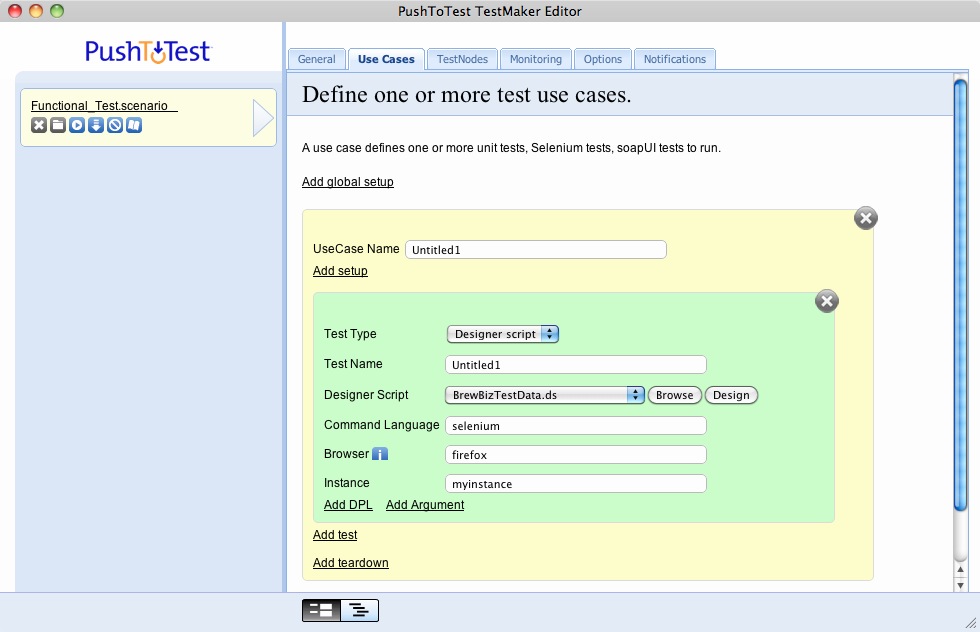 PushToTest TestMaker Editor
PushToTest
General
Use Cases
TestNodes
Monitoring
Options
Notifications
Functional_Test.scenario
Define one or more test use cases.
A use case defines one or more unit tests, Selenium tests, soapUI tests to run.
Add global setup
UseCase Name Untitled1
Add setup
Test Type Designer script
Test Name Untitled1
Designer Script BrewBizTestData.ds Browse Design
Command Language selenium
Browser i firefox
Instance myinstance
Add DPL Add Argument
Add test
Add teardown